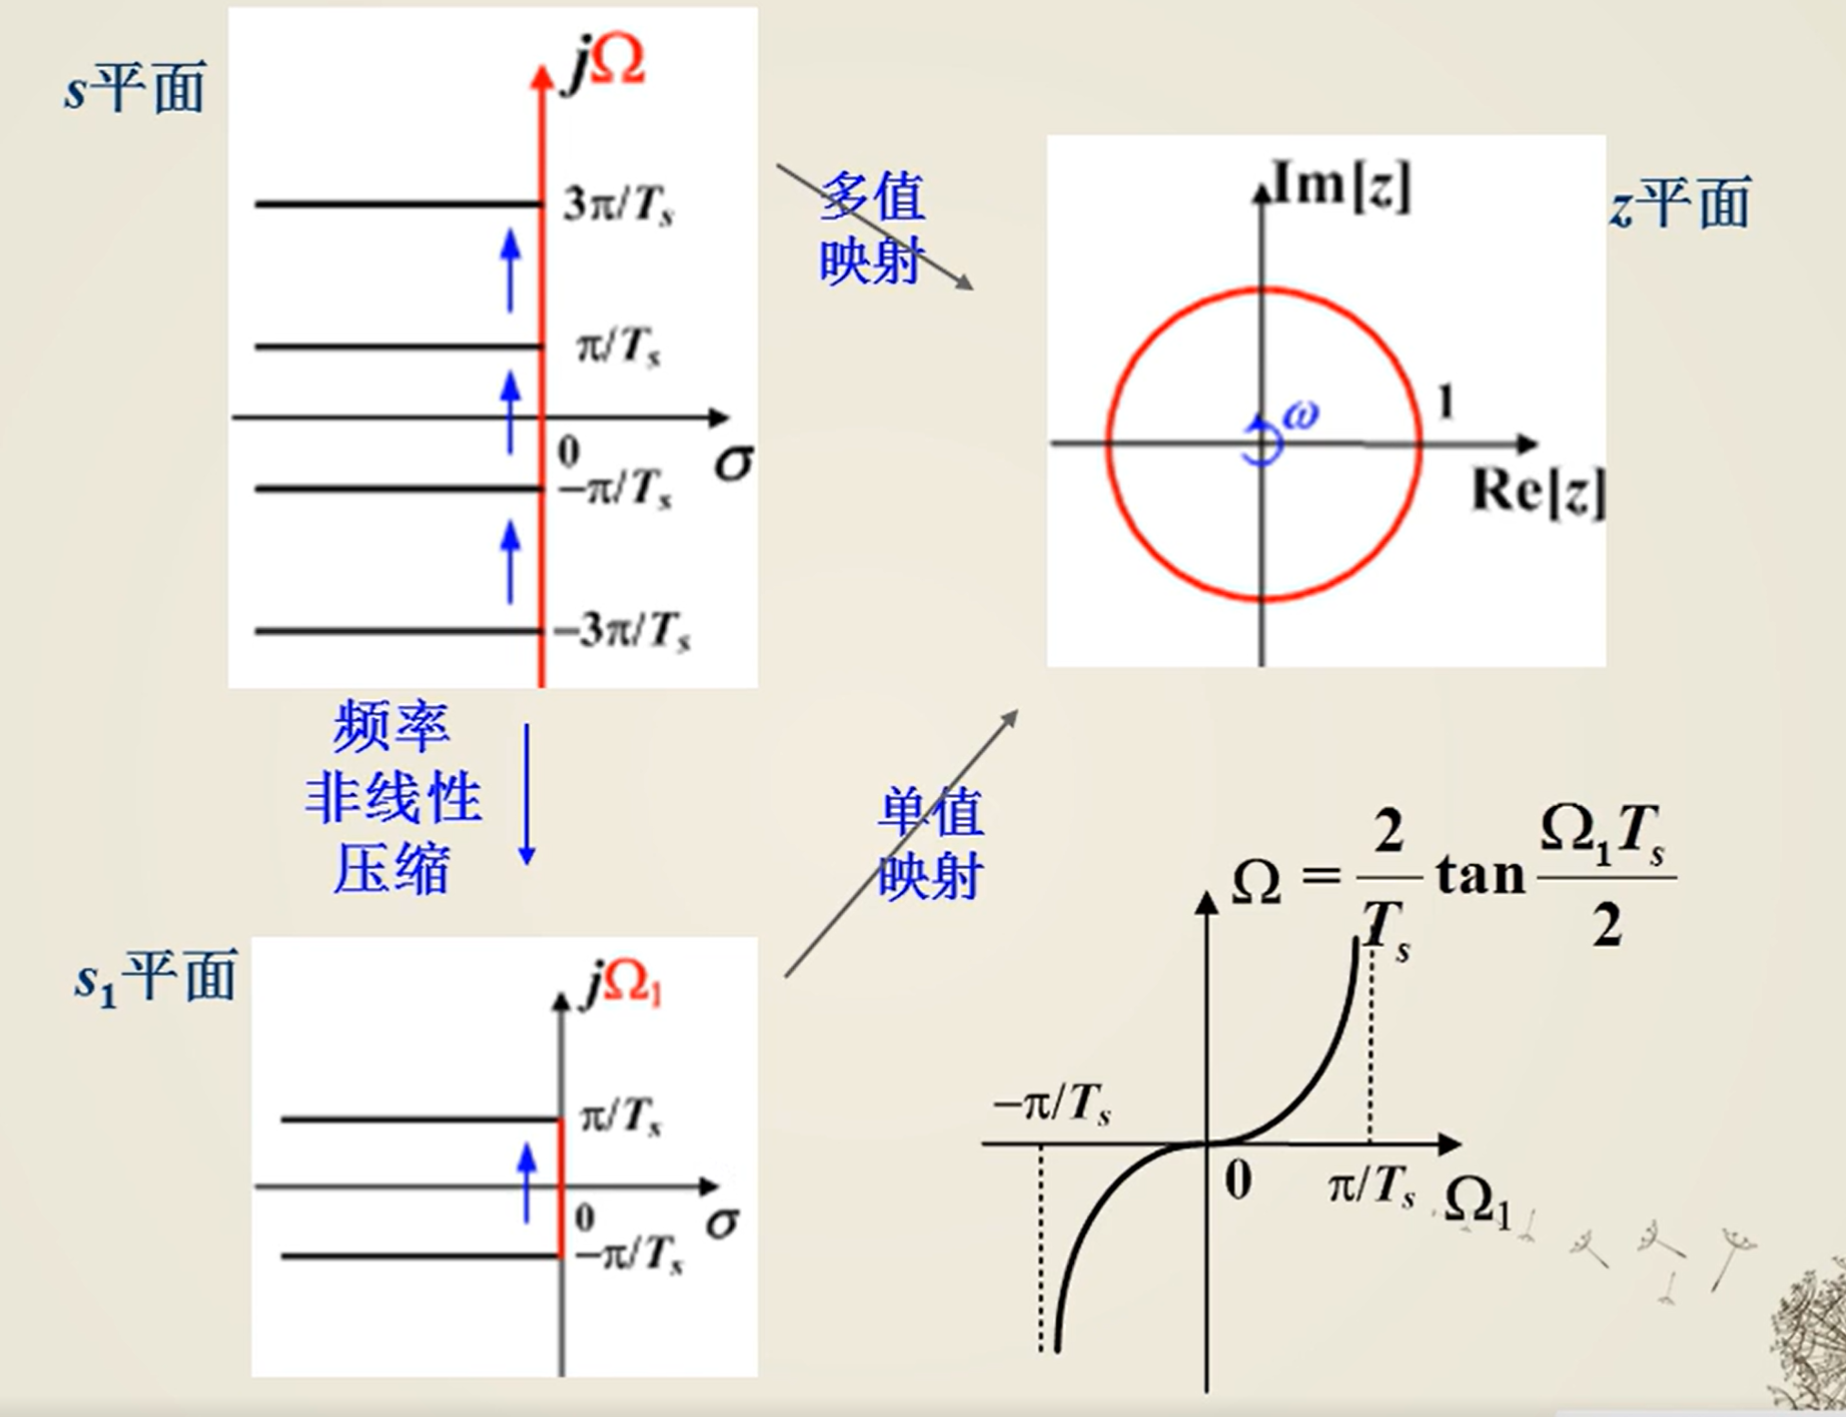 s平面
jΩ
3π/Ts
π/Ts
0
σ
−π/Ts
−3π/Ts
多值
映射
Im[z]
z平面
ω
1
Re[z]
频率
非线性
压缩
单值
映射
s₁平面
jΩ₁
π/Ts
0
σ
−π/Ts
Ω = 2/Ts tan Ω₁Ts/2
−π/Ts
0
π/Ts
Ω₁